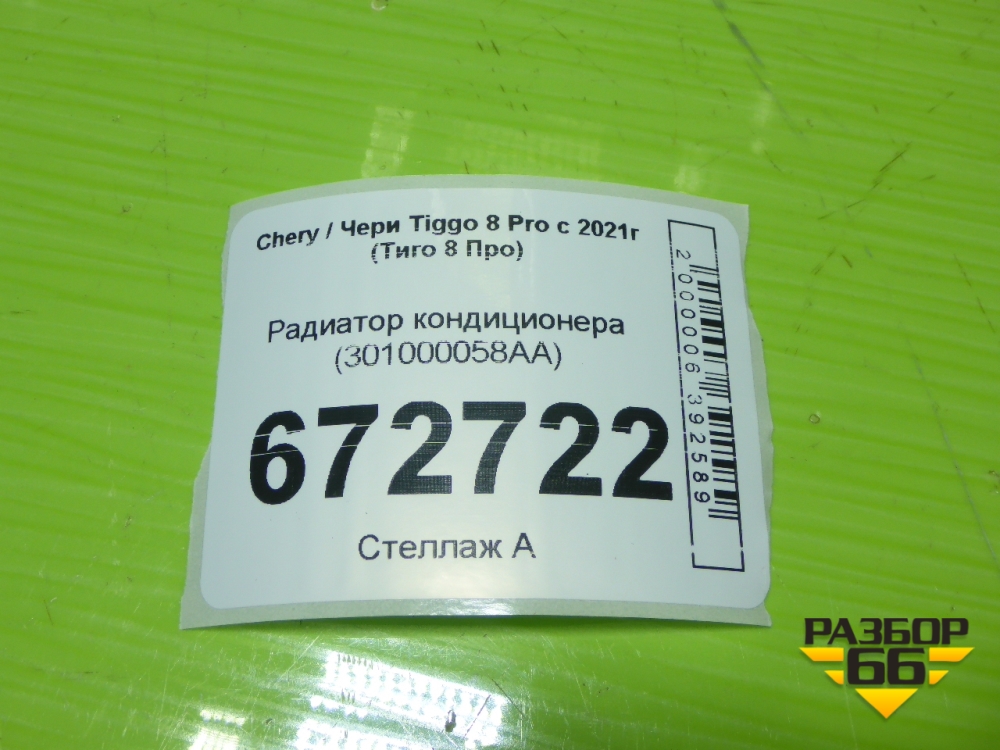 Chery / Чери Tiggo 8 Pro с 2021г
(Тиго 8 Про)
Радиатор кондиционера
(301000058AA)
672722
Стеллаж А
2000006392589
РАЗБОР
66